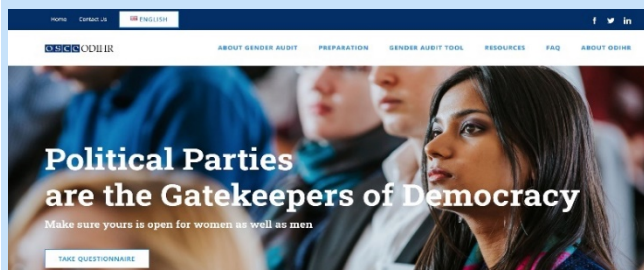 Home Contact Us ENGLISH
OSCE ODIHR ABOUT GENDER AUDIT PREPARATION GENDER AUDIT TOOL RESOURCES FAQ ABOUT ODIHR
Political Parties
are the Gatekeepers of Democracy
Make sure yours is open for women as well as men
TAKE QUESTIONNAIRE